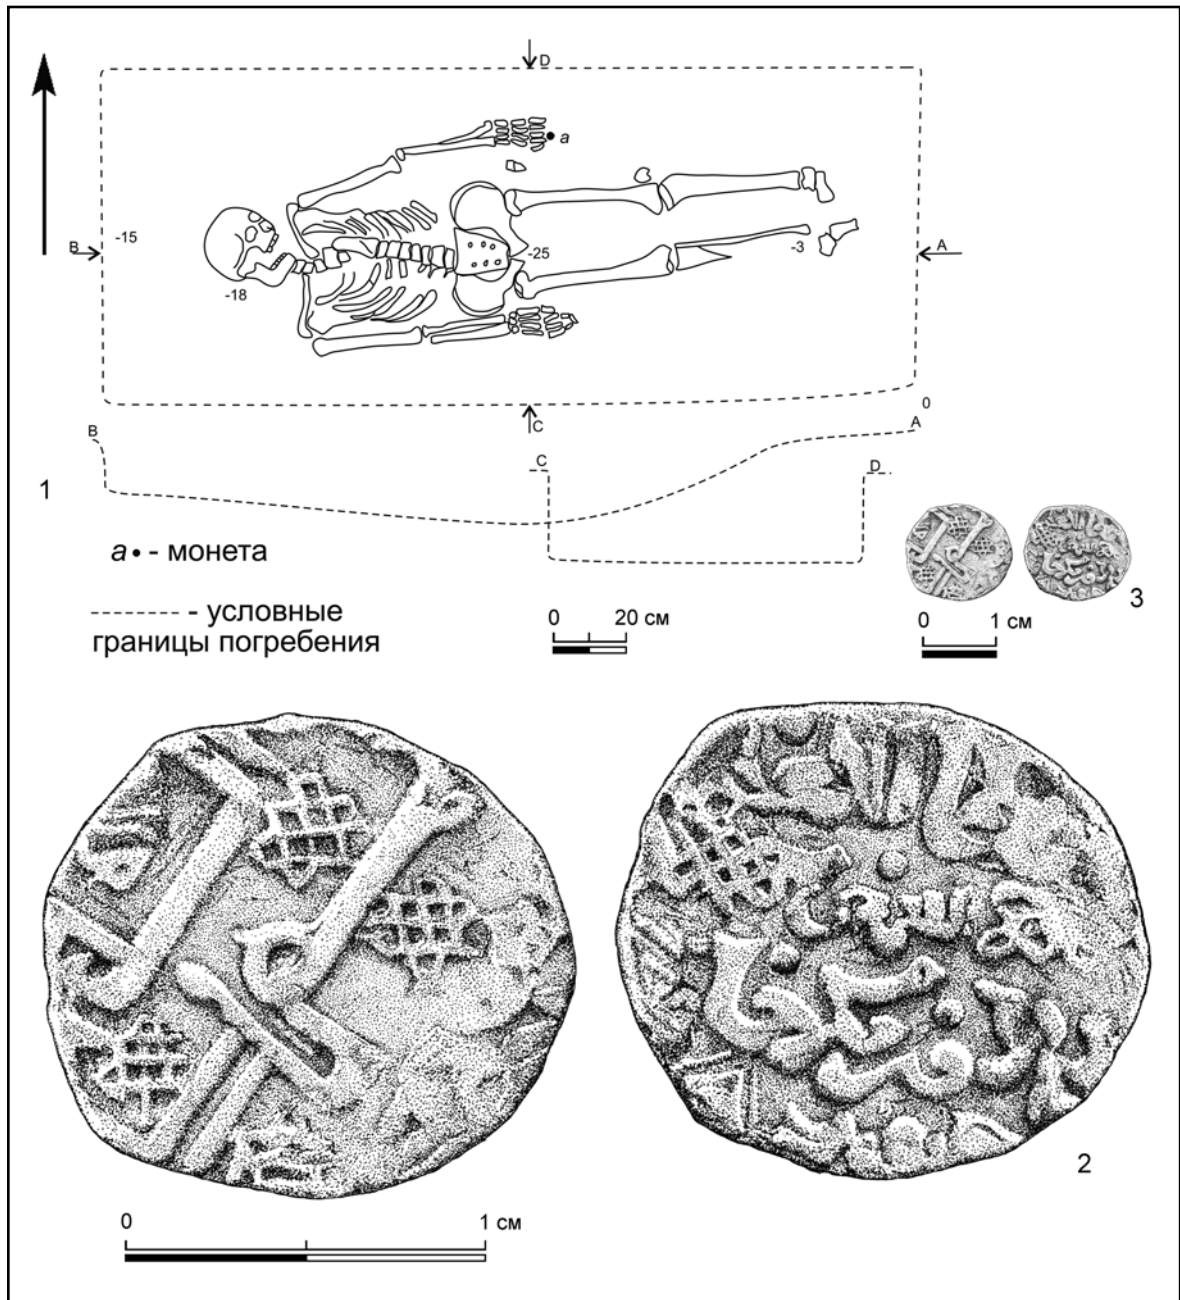 D
a
B
-15
-25
-3
A
-18
0
B
C
A
C
D
1
a • - монета
3
- условные
границы погребения
0 20 см
0 1 см
2
0 1 см